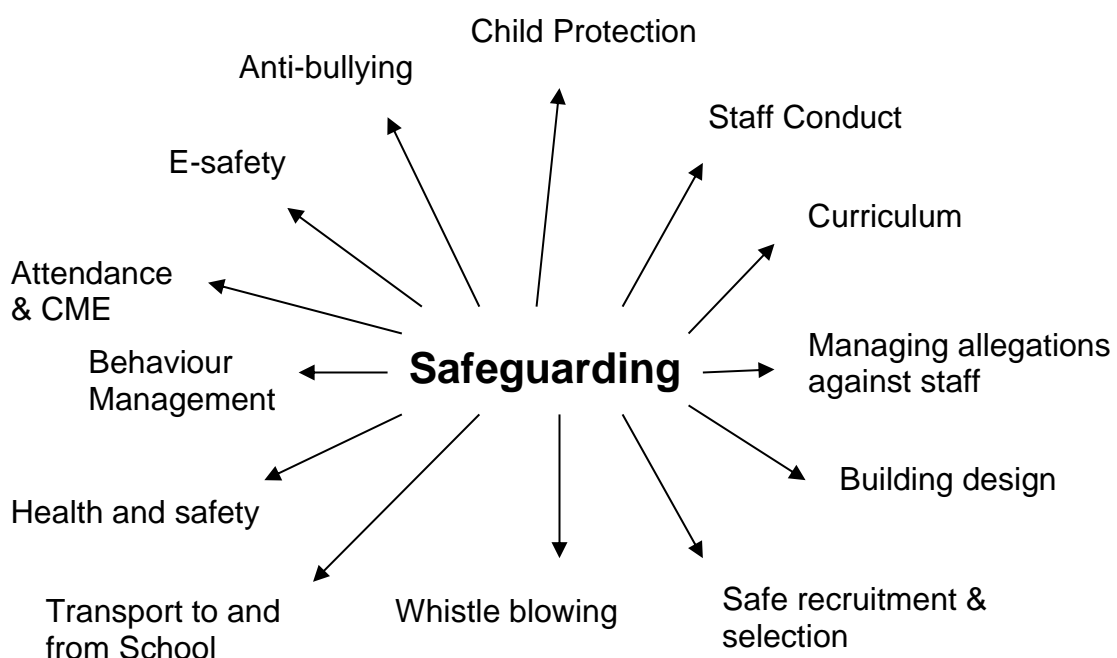 Child Protection
Anti-bullying
Staff Conduct
E-safety
Curriculum
Attendance
& CME
Behaviour
Management
Safeguarding
Managing allegations
against staff
Building design
Health and safety
Transport to and
from School
Whistle blowing
Safe recruitment &
selection